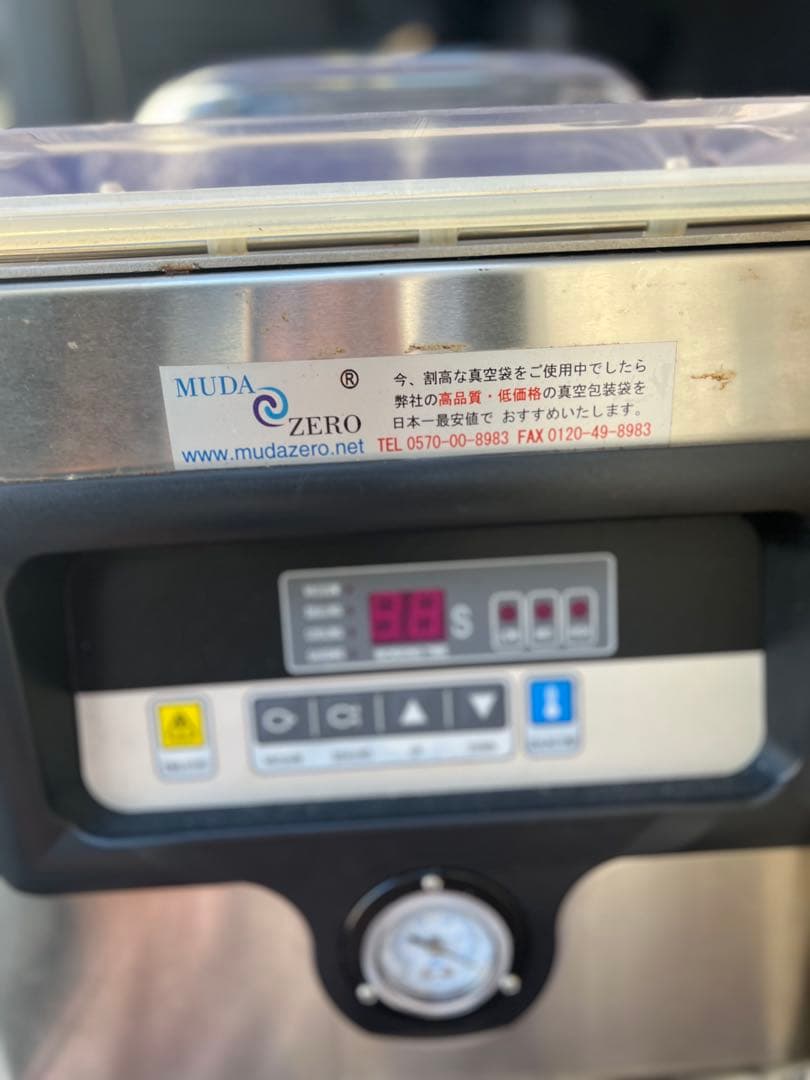 MUDA ZERO ®
www.mudazero.net
今、割高な真空袋をご使用中でしたら
弊社の高品質・低価格の真空包装袋を
日本一最安値で おすすめいたします。
TEL 0570-00-8983 FAX 0120-49-8983
S